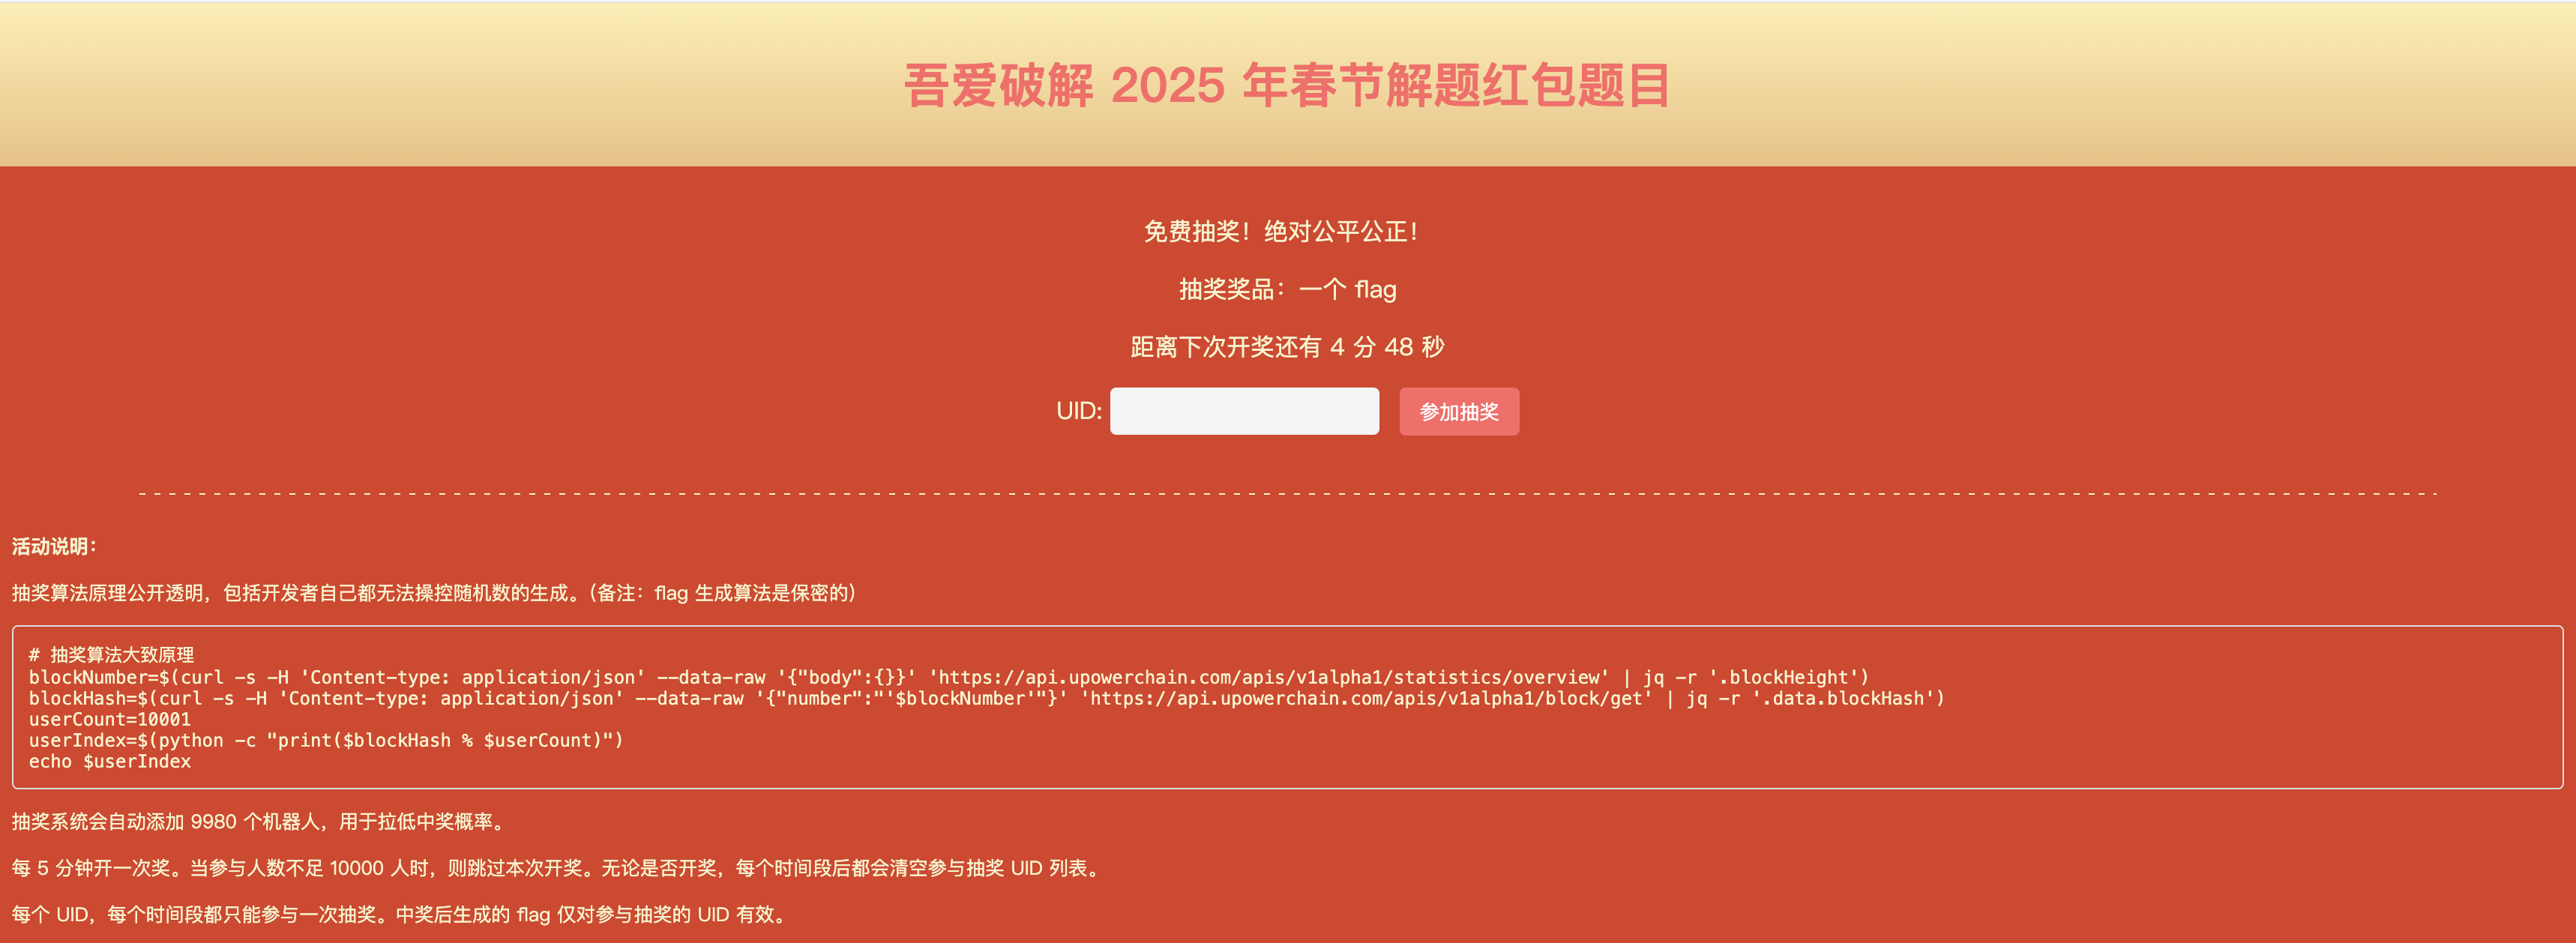 吾爱破解 2025 年春节解题红包题目
免费抽奖！绝对公平公正！
抽奖奖品：一个 flag
距离下次开奖还有 4 分 48 秒
UID: 参加抽奖
活动说明：
抽奖算法原理公开透明，包括开发者自己都无法操控随机数的生成。（备注：flag 生成算法是保密的）
# 抽奖算法大致原理
blockNumber=$(curl -s -H 'Content-type: application/json' --data-raw '{"body":{}}' 'https://api.upowerchain.com/apis/v1alpha1/statistics/overview' | jq -r '.blockHeight')
blockHash=$(curl -s -H 'Content-type: application/json' --data-raw '{"number":"'$blockNumber'"}' 'https://api.upowerchain.com/apis/v1alpha1/block/get' | jq -r '.data.blockHash')
userCount=10001
userIndex=$(python -c "print($blockHash % $userCount)")
echo $userIndex
抽奖系统会自动添加 9980 个机器人，用于拉低中奖概率。
每 5 分钟开一次奖。当参与人数不足 10000 人时，则跳过本次开奖。无论是否开奖，每个时间段后都会清空参与抽奖 UID 列表。
每个 UID，每个时间段都只能参与一次抽奖。中奖后生成的 flag 仅对参与抽奖的 UID 有效。